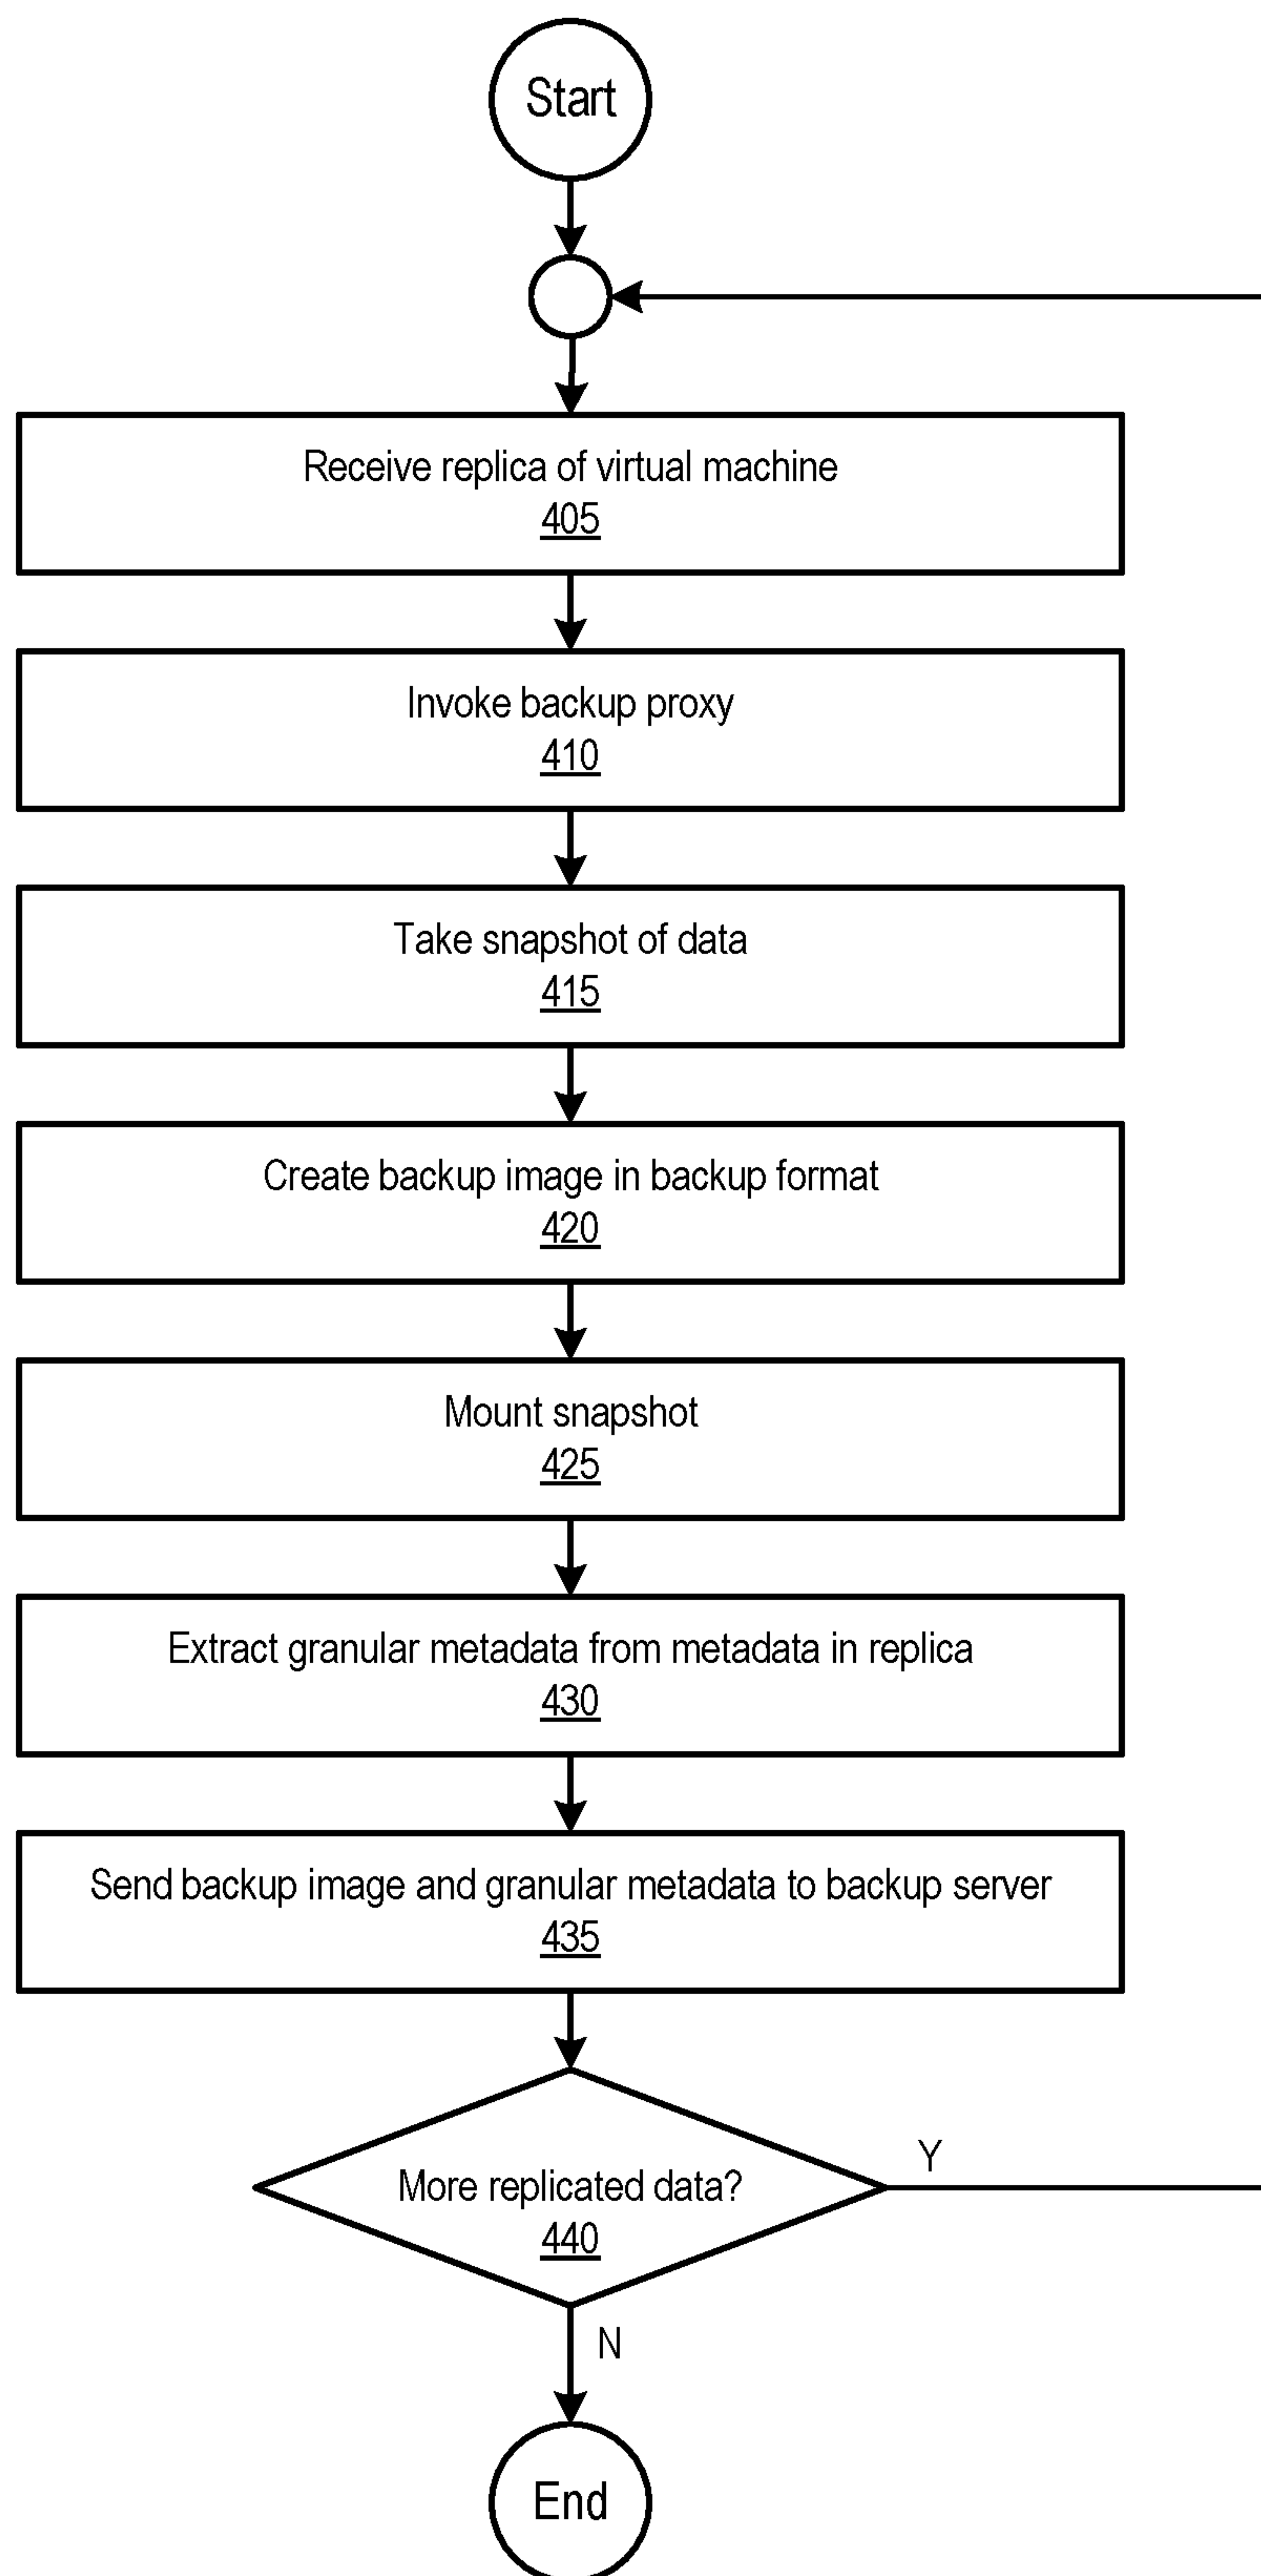 Start
Receive replica of virtual machine
405
Invoke backup proxy
410
Take snapshot of data
415
Create backup image in backup format
420
Mount snapshot
425
Extract granular metadata from metadata in replica
430
Send backup image and granular metadata to backup server
435
Y
More replicated data?
440
N
End